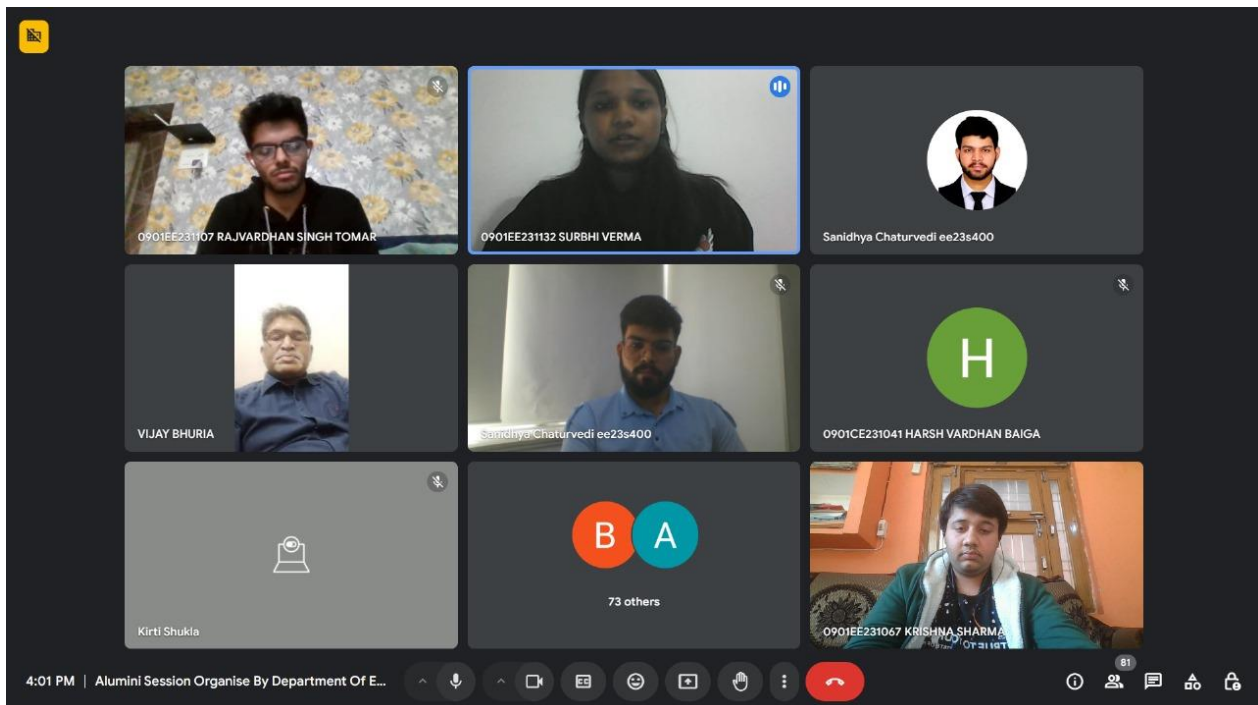 0901EE231107 RAJVARDHAN SINGH TOMAR
0901EE231132 SURBHI VERMA
Sanidhya Chaturvedi ee23s400
VIJAY BHURIA
Sanidhya Chaturvedi ee23s400
H
0901CE231041 HARSH VARDHAN BAIGA
Kirti Shukla
B A
73 others
0901EE231067 KRISHNA SHARMA
81
4:01 PM | Alumini Session Organise By Department Of E...
CC